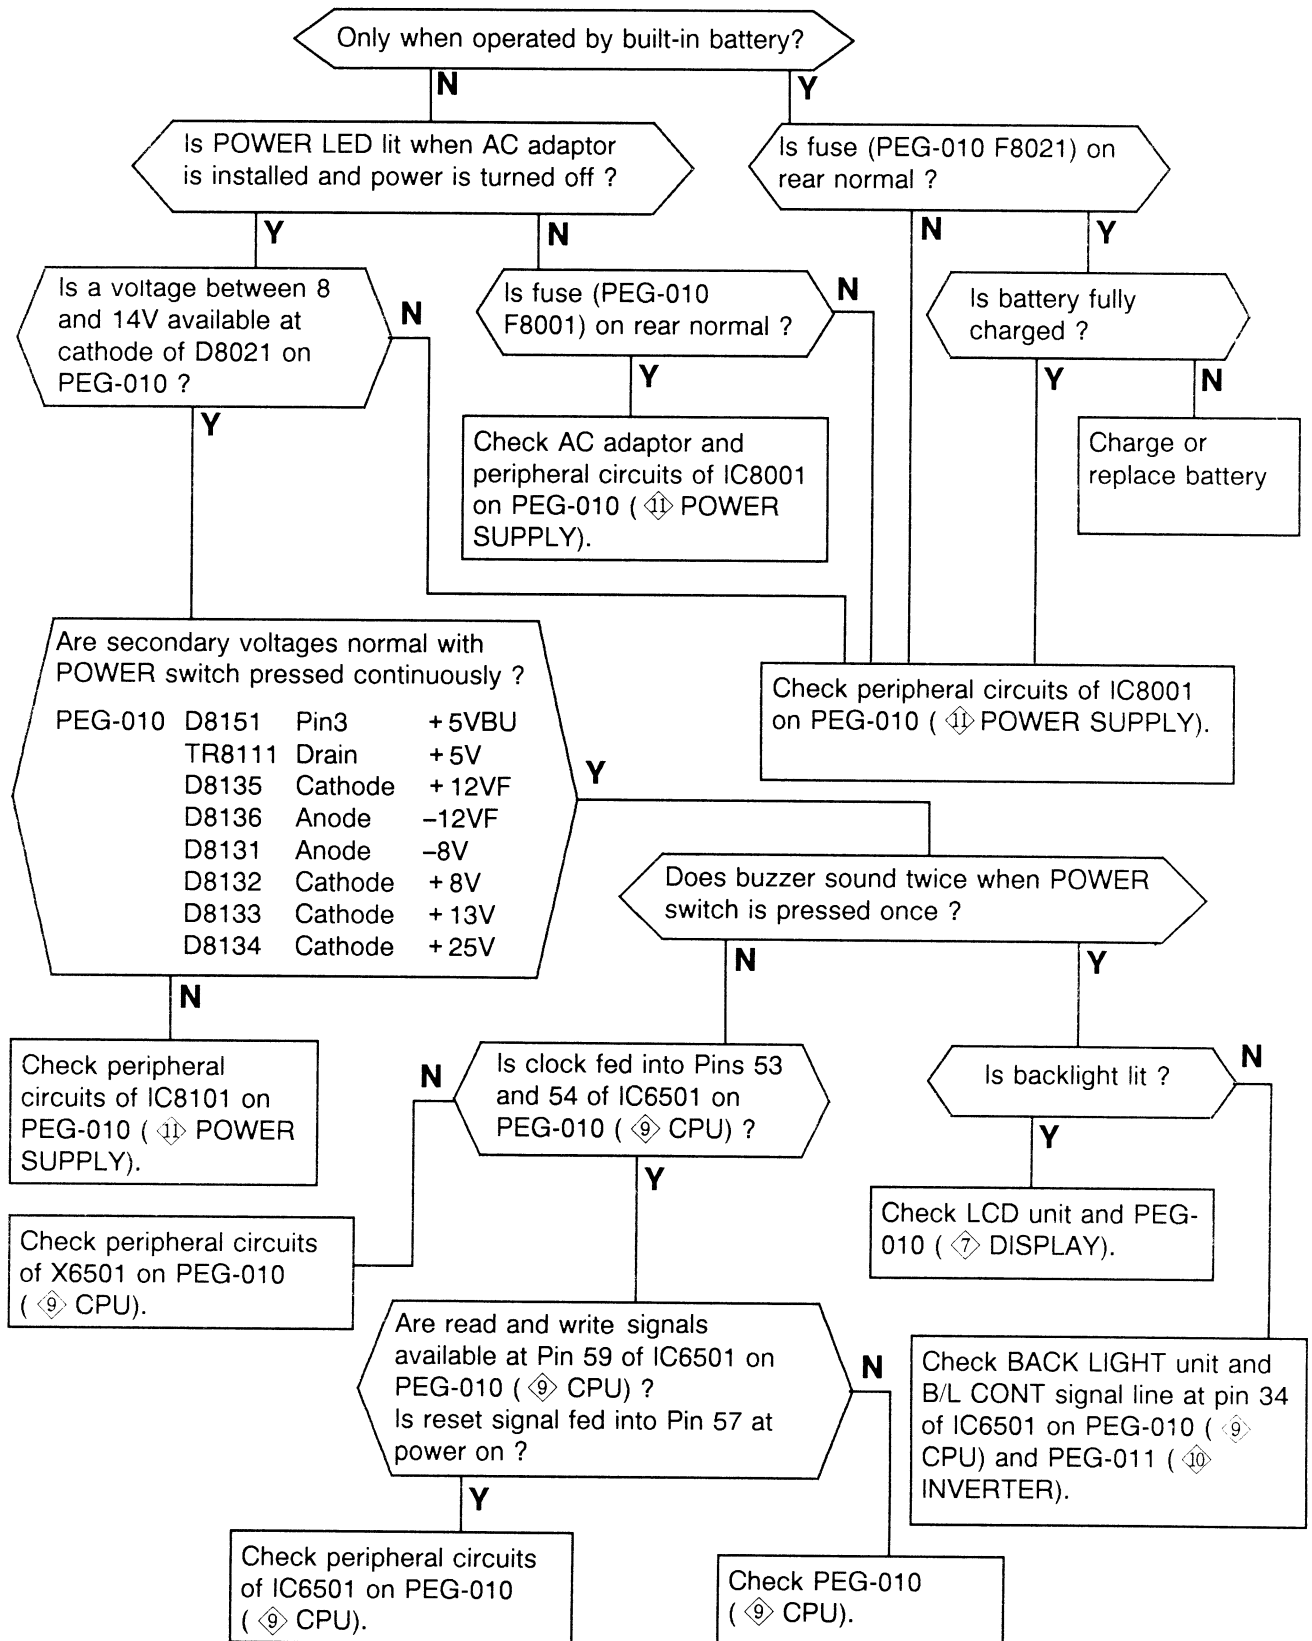 Only when operated by built-in battery?
N
Y
Is POWER LED lit when AC adaptor
is installed and power is turned off ?
Is fuse (PEG-010 F8021) on
rear normal ?
Y
N
N
Y
Is a voltage between 8
and 14V available at
cathode of D8021 on
PEG-010 ?
N
Is fuse (PEG-010
F8001) on rear normal ?
N
Is battery fully
charged ?
Y
Y
Y
N
Check AC adaptor and
peripheral circuits of IC8001
on PEG-010 ( 11 POWER
SUPPLY).
Charge or
replace battery
Are secondary voltages normal with
POWER switch pressed continuously ?
PEG-010 D8151 Pin3 +5VBU
TR8111 Drain +5V
D8135 Cathode +12VF
D8136 Anode –12VF
D8131 Anode –8V
D8132 Cathode +8V
D8133 Cathode +13V
D8134 Cathode +25V
Y
N
Check peripheral circuits of IC8001
on PEG-010 ( 11 POWER SUPPLY).
Does buzzer sound twice when POWER
switch is pressed once ?
N
Y
Check peripheral
circuits of IC8101 on
PEG-010 ( 11 POWER
SUPPLY).
N
Is clock fed into Pins 53
and 54 of IC6501 on
PEG-010 ( 9 CPU) ?
Y
Is backlight lit ?
N
Y
Check peripheral circuits
of X6501 on PEG-010
( 9 CPU).
Check LCD unit and PEG-
010 ( 7 DISPLAY).
Are read and write signals
available at Pin 59 of IC6501 on
PEG-010 ( 9 CPU) ?
Is reset signal fed into Pin 57 at
power on ?
N
Y
Check BACK LIGHT unit and
B/L CONT signal line at pin 34
of IC6501 on PEG-010 ( 9
CPU) and PEG-011 ( 10
INVERTER).
Check peripheral circuits
of IC6501 on PEG-010
( 9 CPU).
Check PEG-010
( 9 CPU).